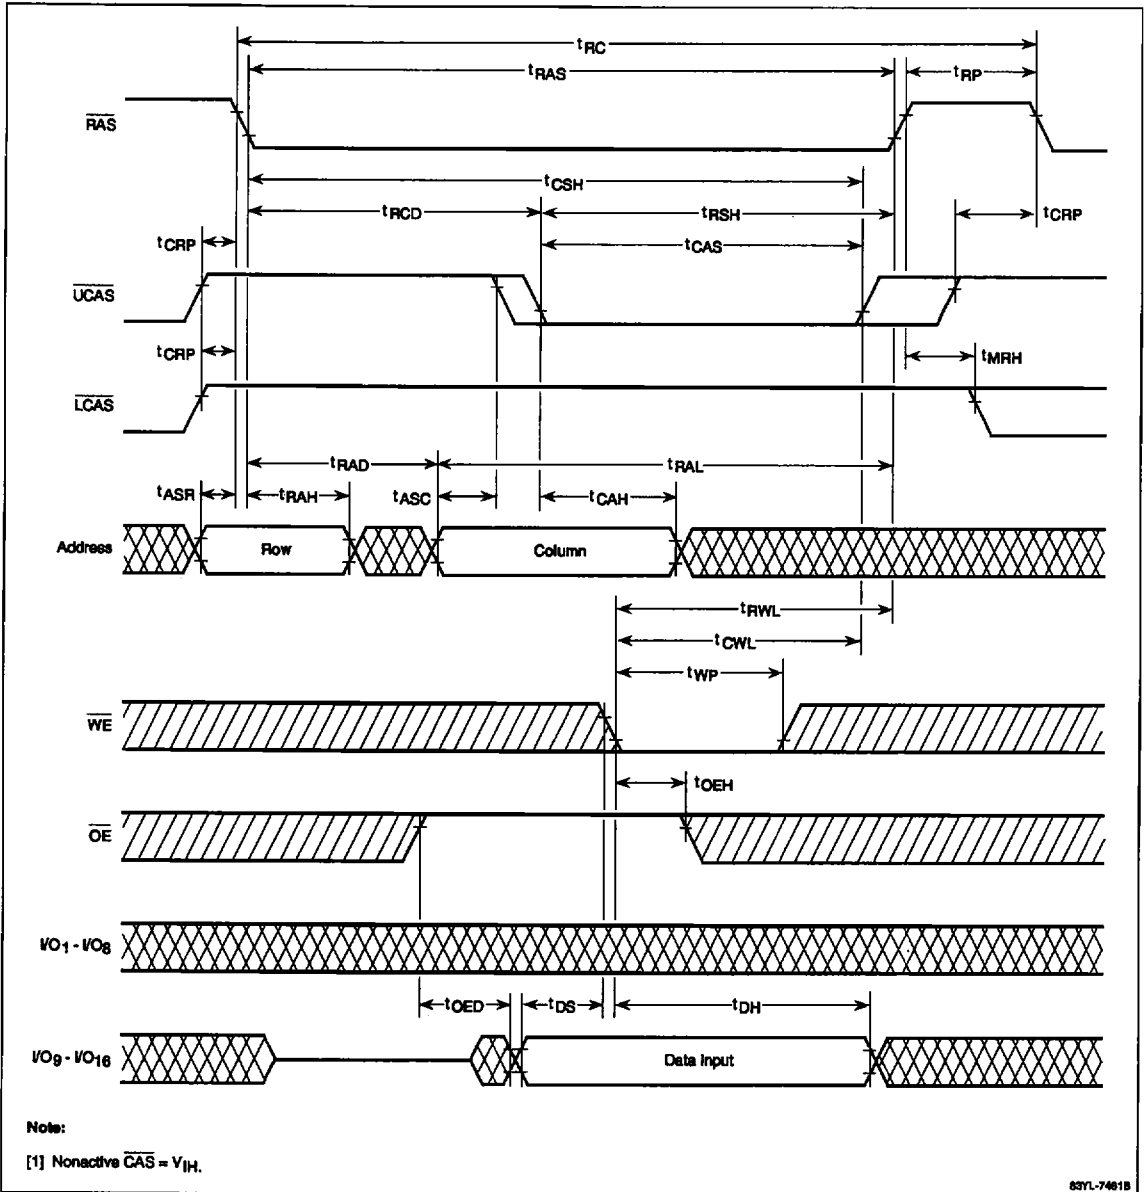 tRC
tRAS
tRP
RAS
tCSH
tRCD
tRSH
tCRP
tCRP
tCAS
UCAS
tCRP
tMRH
LCAS
tRAD
tRAL
tASR
tRAH
tASC
tCAH
Address
Row
Column
tRWL
tCWL
tWP
WE
tOEH
OE
I/O1 - I/O8
tOED
tDS
tDH
I/O9 - I/O16
Data Input
Note:
[1] Nonactive CAS = VIH.
83YL-7461B